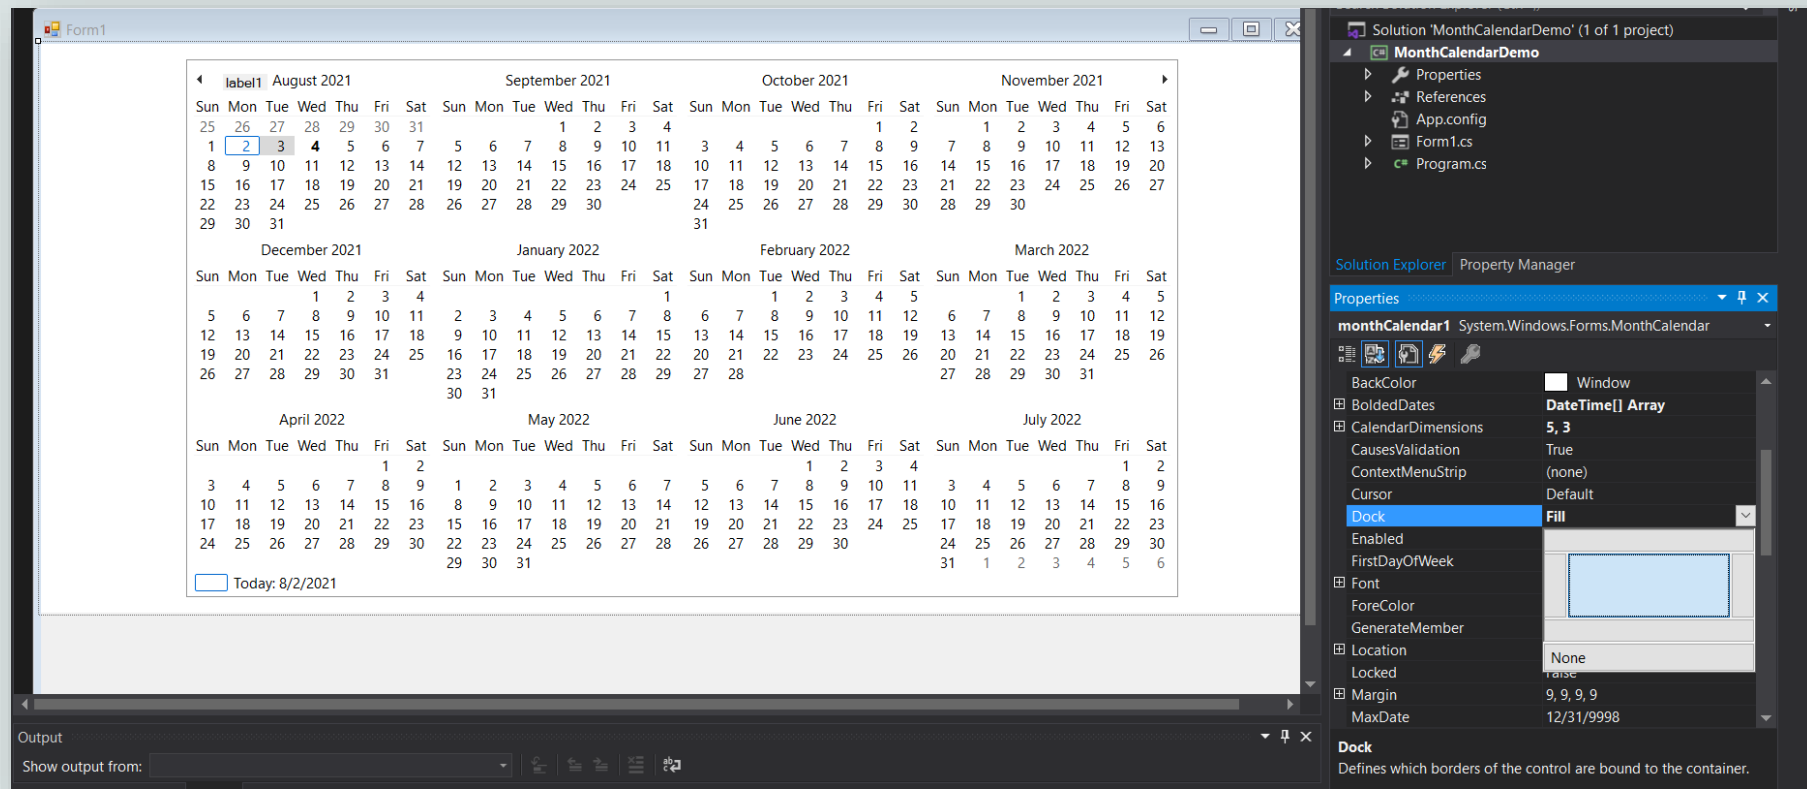 Form1
label1 August 2021 September 2021 October 2021 November 2021
Sun Mon Tue Wed Thu Fri Sat Sun Mon Tue Wed Thu Fri Sat Sun Mon Tue Wed Thu Fri Sat Sun Mon Tue Wed Thu Fri Sat
25 26 27 28 29 30 31 1 2 3 4 1 2 1 2 3 4 5 6
1 2 3 4 5 6 7 5 6 7 8 9 10 11 3 4 5 6 7 8 9 7 8 9 10 11 12 13
8 9 10 11 12 13 14 12 13 14 15 16 17 18 10 11 12 13 14 15 16 14 15 16 17 18 19 20
15 16 17 18 19 20 21 19 20 21 22 23 24 25 17 18 19 20 21 22 23 21 22 23 24 25 26 27
22 23 24 25 26 27 28 26 27 28 29 30 24 25 26 27 28 29 30 28 29 30
29 30 31 31
December 2021 January 2022 February 2022 March 2022
Sun Mon Tue Wed Thu Fri Sat Sun Mon Tue Wed Thu Fri Sat Sun Mon Tue Wed Thu Fri Sat Sun Mon Tue Wed Thu Fri Sat
1 2 3 4 1 1 2 3 4 5 1 2 3 4 5
5 6 7 8 9 10 11 2 3 4 5 6 7 8 6 7 8 9 10 11 12 6 7 8 9 10 11 12
12 13 14 15 16 17 18 9 10 11 12 13 14 15 13 14 15 16 17 18 19 13 14 15 16 17 18 19
19 20 21 22 23 24 25 16 17 18 19 20 21 22 20 21 22 23 24 25 26 20 21 22 23 24 25 26
26 27 28 29 30 31 23 24 25 26 27 28 29 27 28 27 28 29 30 31
30 31
April 2022 May 2022 June 2022 July 2022
Sun Mon Tue Wed Thu Fri Sat Sun Mon Tue Wed Thu Fri Sat Sun Mon Tue Wed Thu Fri Sat Sun Mon Tue Wed Thu Fri Sat
1 2 1 2 3 4 1 2
3 4 5 6 7 8 9 1 2 3 4 5 6 7 5 6 7 8 9 10 11 3 4 5 6 7 8 9
10 11 12 13 14 15 16 8 9 10 11 12 13 14 12 13 14 15 16 17 18 10 11 12 13 14 15 16
17 18 19 20 21 22 23 15 16 17 18 19 20 21 19 20 21 22 23 24 25 17 18 19 20 21 22 23
24 25 26 27 28 29 30 22 23 24 25 26 27 28 26 27 28 29 30 24 25 26 27 28 29 30
29 30 31 31 1 2 3 4 5 6
Today: 8/2/2021
Output
Show output from:
Solution 'MonthCalendarDemo' (1 of 1 project)
MonthCalendarDemo
Properties
References
App.config
Form1.cs
C# Program.cs
Solution Explorer Property Manager
Properties
monthCalendar1 System.Windows.Forms.MonthCalendar
BackColor Window
BoldedDates DateTime[] Array
CalendarDimensions 5, 3
CausesValidation True
ContextMenuStrip (none)
Cursor Default
Dock Fill
Enabled
FirstDayOfWeek
Font
ForeColor
GenerateMember
Location None
Locked False
Margin 9, 9, 9, 9
MaxDate 12/31/9998
Dock
Defines which borders of the control are bound to the container.